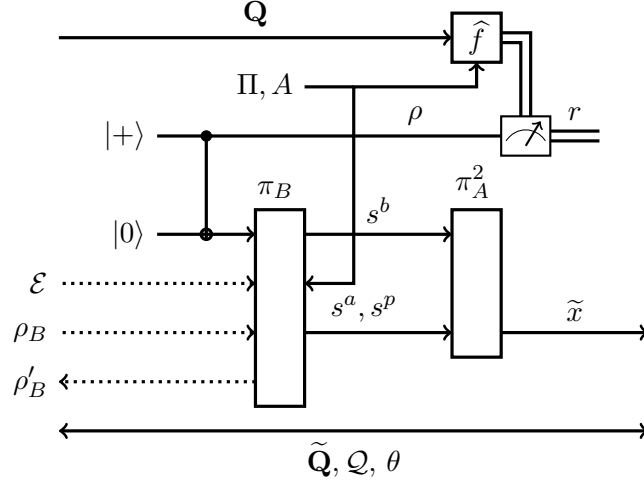 Q
f̂
Π, A
|+⟩ ρ r
π_B π_A^2
|0⟩ s^b
ℰ
s^a, s^p
ρ_B x̃
ρ′_B
Q̃, 𝒬, θ